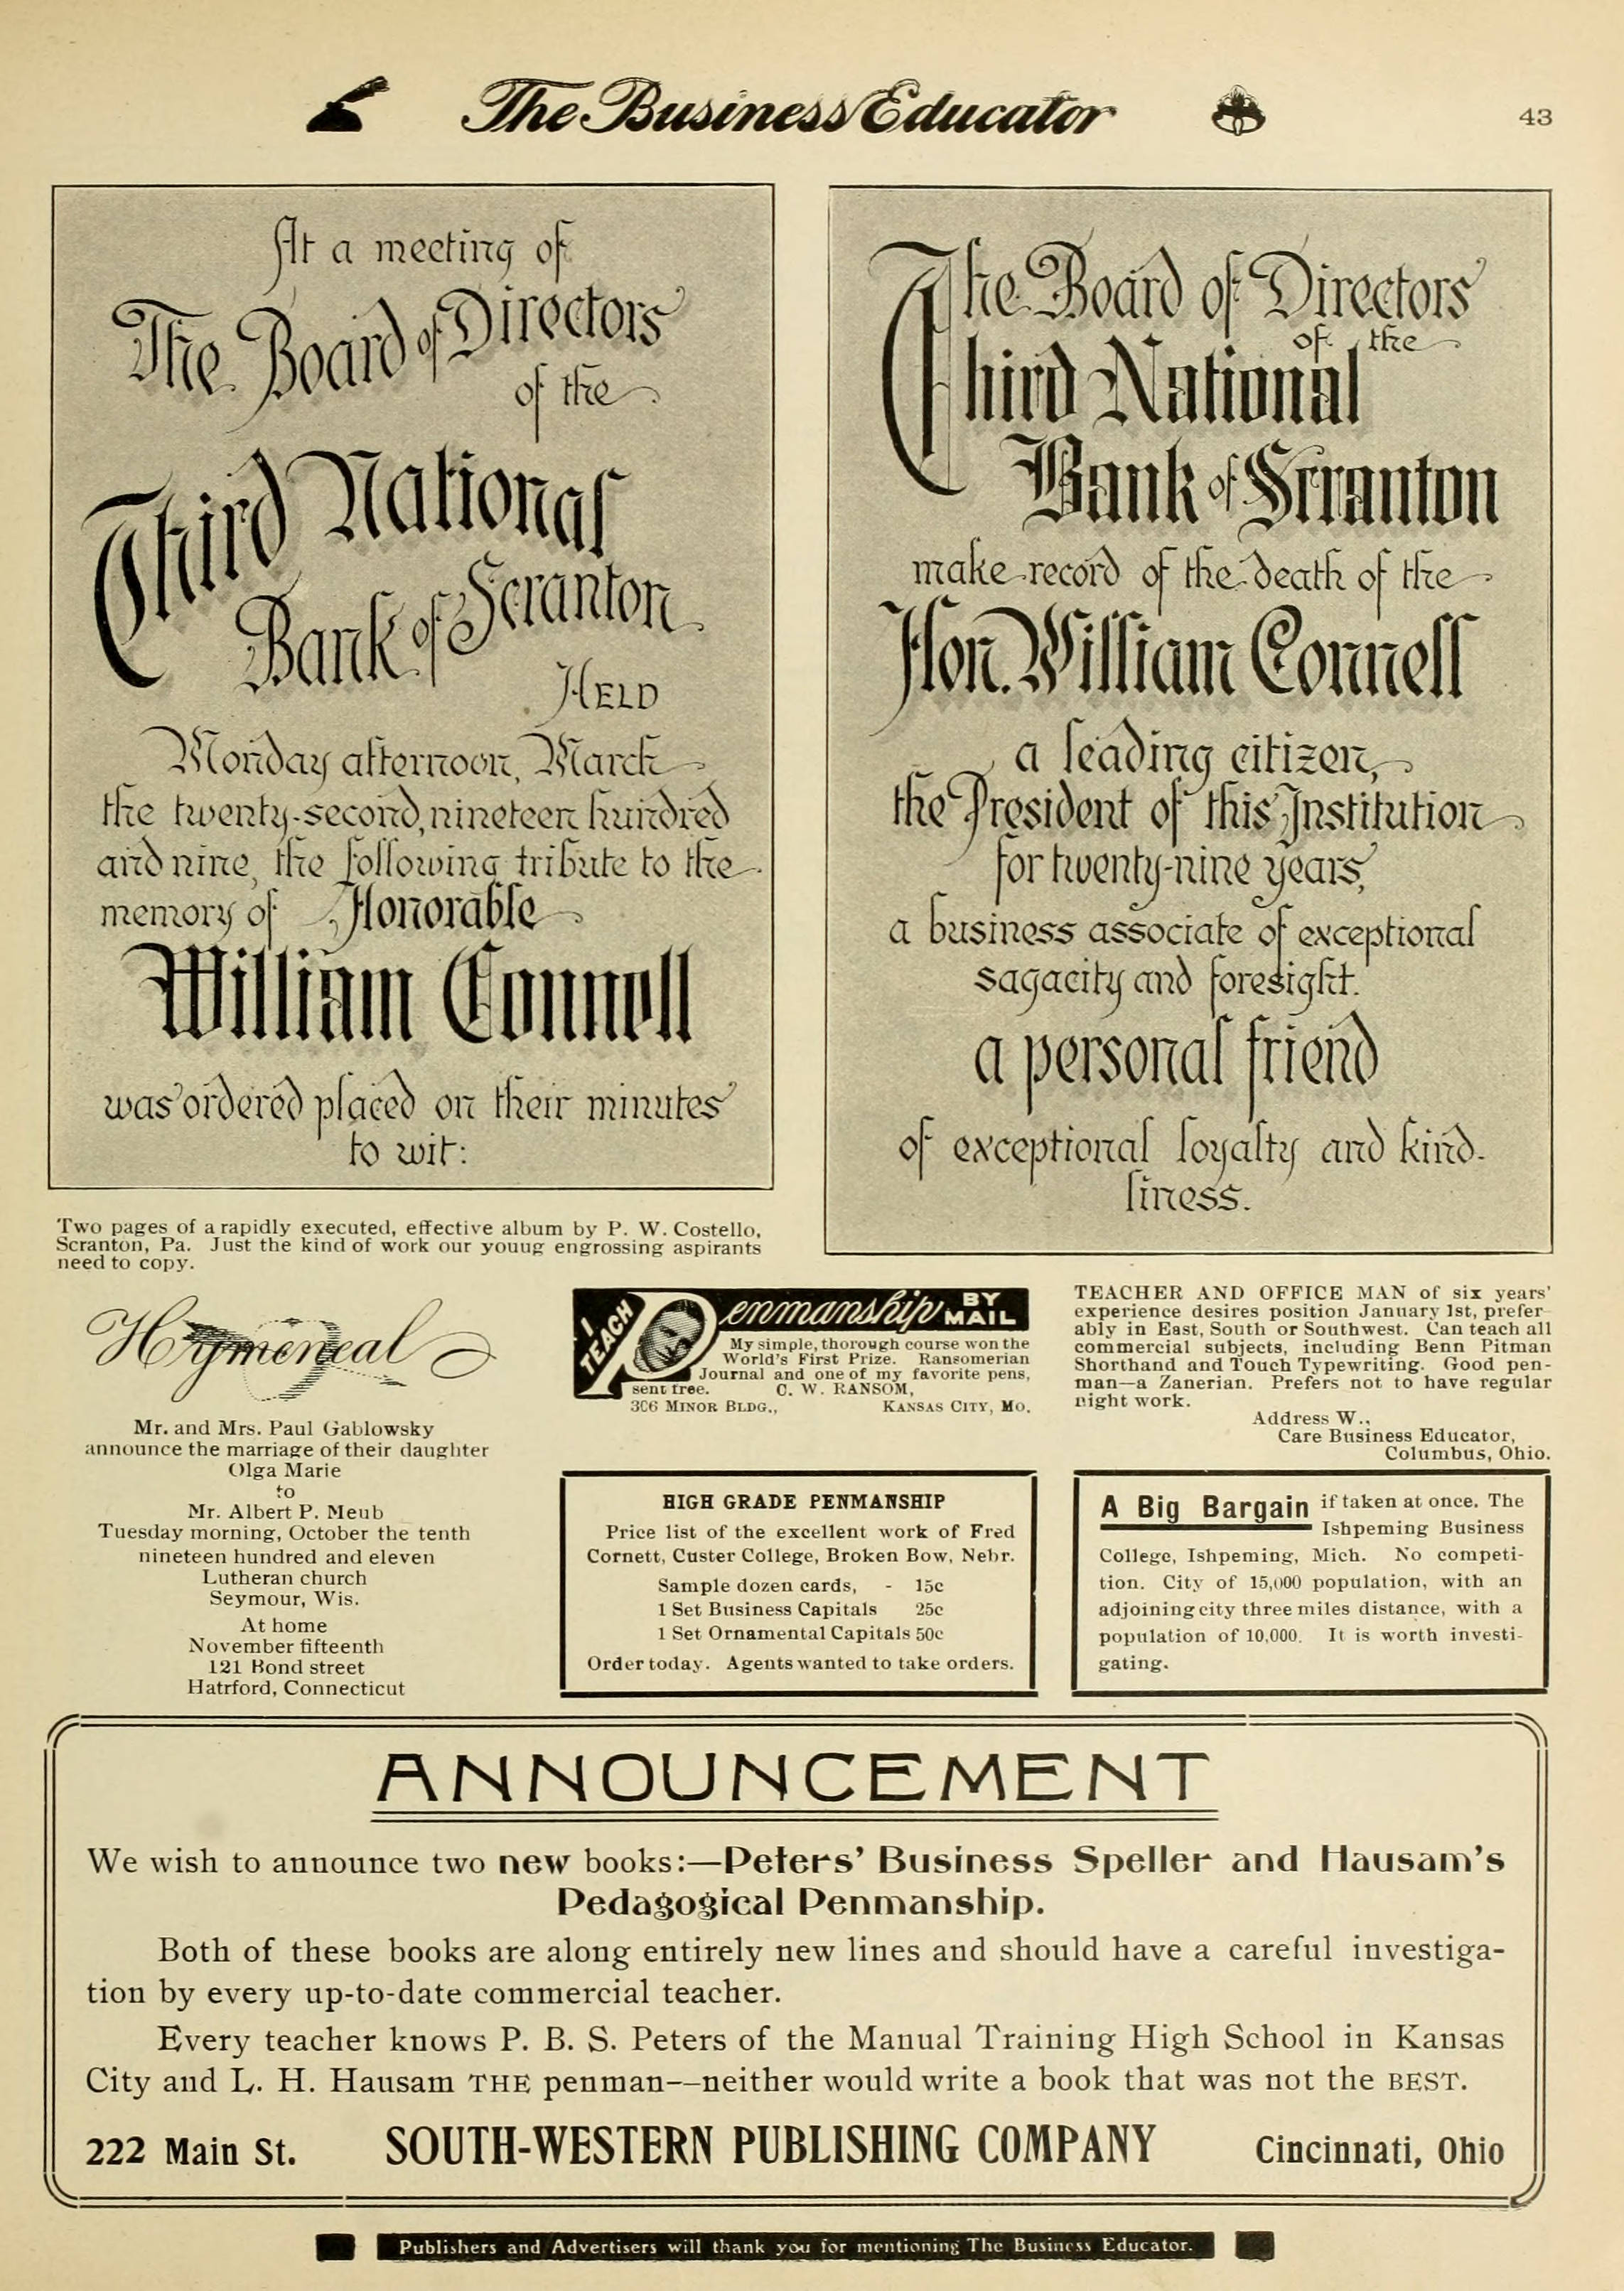 The Business Educator
43
At a meeting of
The Board of Directors
of the
Third National
Bank of Scranton
HELD
Monday afternoon, March
the twenty-second, nineteen hundred
and nine, the following tribute to the
memory of Honorable
William Connell
was ordered placed on their minutes
to wit:
Two pages of a rapidly executed, effective album by P. W. Costello,
Scranton, Pa. Just the kind of work our youug engrossing aspirants
need to copy.
The Board of Directors
of the
Third National
Bank of Scranton
make record of the death of the
Hon. William Connell
a leading citizen,
the President of this Institution
for twenty-nine years,
a business associate of exceptional
sagacity and foresight.
a personal friend
of exceptional loyalty and kind-
liness.
Hymeneal
Mr. and Mrs. Paul Gablowsky
announce the marriage of their daughter
Olga Marie
to
Mr. Albert P. Meub
Tuesday morning, October the tenth
nineteen hundred and eleven
Lutheran church
Seymour, Wis.
At home
November fifteenth
121 Bond street
Hatrford, Connecticut
I TEACH Penmanship BY MAIL
My simple, thorough course won the
World's First Prize. Ransomerian
Journal and one of my favorite pens,
sent free. C. W. RANSOM,
306 MINOR BLDG., KANSAS CITY, MO.
HIGH GRADE PENMANSHIP
Price list of the excellent work of Fred
Cornett, Custer College, Broken Bow, Nebr.
Sample dozen cards, - 15c
1 Set Business Capitals 25c
1 Set Ornamental Capitals 50c
Order today. Agents wanted to take orders.
TEACHER AND OFFICE MAN of six years'
experience desires position January 1st, prefer-
ably in East, South or Southwest. Can teach all
commercial subjects, including Benn Pitman
Shorthand and Touch Typewriting. Good pen-
man—a Zanerian. Prefers not to have regular
night work.
Address W.,
Care Business Educator,
Columbus, Ohio.
A Big Bargain if taken at once. The
Ishpeming Business
College, Ishpeming, Mich. No competi-
tion. City of 15,000 population, with an
adjoining city three miles distance, with a
population of 10,000. It is worth investi-
gating.
ANNOUNCEMENT
We wish to announce two new books:—Peters' Business Speller and Hausam's
Pedagogical Penmanship.
Both of these books are along entirely new lines and should have a careful investiga-
tion by every up-to-date commercial teacher.
Every teacher knows P. B. S. Peters of the Manual Training High School in Kansas
City and L. H. Hausam THE penman--neither would write a book that was not the BEST.
222 Main St. SOUTH-WESTERN PUBLISHING COMPANY Cincinnati, Ohio
Publishers and Advertisers will thank you for mentioning The Business Educator.